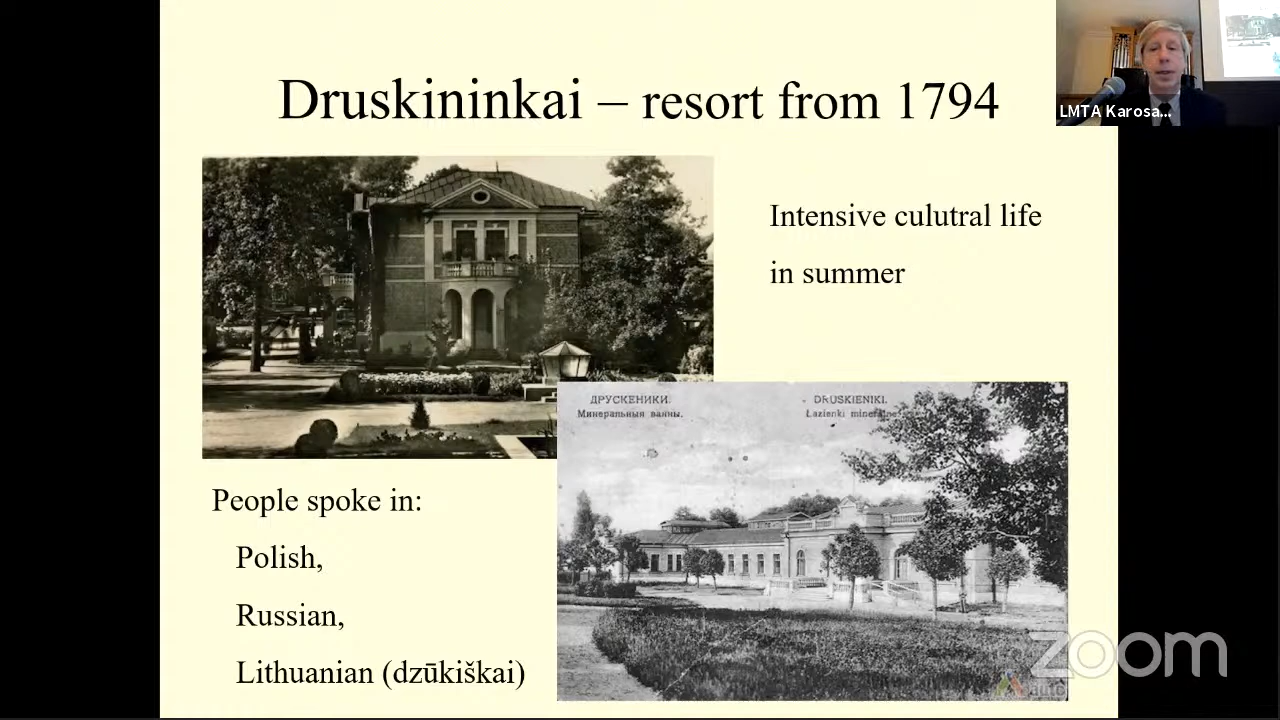 Druskininkai – resort from 1794
LMTA Karosa...
Intensive culutral life
in summer
ДРУСКЕНИКИ.
Минеральныя ванны.
DRUSKIENIKI.
Łazienki mineralne
People spoke in:
Polish,
Russian,
Lithuanian (dzūkiškai)
zoom